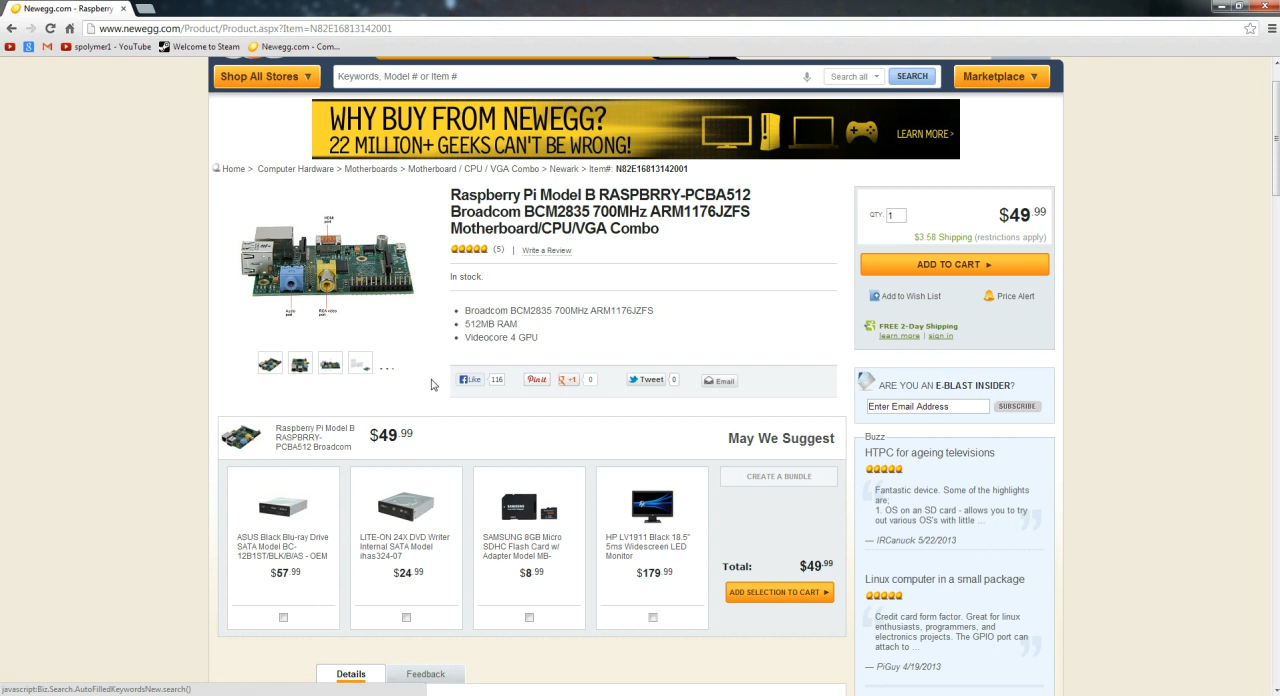 Newegg.com - Raspberry
www.newegg.com/Product/Product.aspx?Item=N82E16813142001
spolymer1 - YouTube
Welcome to Steam
Newegg.com - Com...
Shop All Stores
Keywords, Model # or Item #
Search all
SEARCH
Marketplace
WHY BUY FROM NEWEGG?
22 MILLION+ GEEKS CAN'T BE WRONG!
LEARN MORE >
Home > Computer Hardware > Motherboards > Motherboard / CPU / VGA Combo > Newark > Item#: N82E16813142001
Raspberry Pi Model B RASPBRRY-PCBA512
Broadcom BCM2835 700MHz ARM1176JZFS
Motherboard/CPU/VGA Combo
(5) | Write a Review
In stock.
Broadcom BCM2835 700MHz ARM1176JZFS
512MB RAM
Videocore 4 GPU
HDMI
port
Audio
port
RCA video
port
...
Like 116
Pin it
+1 0
Tweet 0
Email
QTY. 1
$49.99
$3.58 Shipping (restrictions apply)
ADD TO CART
Add to Wish List
Price Alert
FREE 2-Day Shipping
learn more | sign in
ARE YOU AN E-BLAST INSIDER?
Enter Email Address
SUBSCRIBE
Raspberry Pi Model B
RASPBRRY-
PCBA512 Broadcom
$49.99
May We Suggest
ASUS Black Blu-ray Drive
SATA Model BC-
12B1ST/BLK/B/AS - OEM
$57.99
LITE-ON 24X DVD Writer
Internal SATA Model
ihas324-07
$24.99
SAMSUNG 8GB Micro
SDHC Flash Card w/
Adapter Model MB-
$8.99
HP LV1911 Black 18.5"
5ms Widescreen LED
Monitor
$179.99
CREATE A BUNDLE
Total: $49.99
ADD SELECTION TO CART
Buzz
HTPC for ageing televisions
Fantastic device. Some of the highlights
are;
1. OS on an SD card - allows you to try
out various OS's with little ...
— IRCanuck 5/22/2013
Linux computer in a small package
Credit card form factor. Great for linux
enthusiasts, programmers, and
electronics projects. The GPIO port can
attach to ...
— PiGuy 4/19/2013
Details
Feedback
javascript:Biz.Search.AutoFilledKeywordsNew.search()